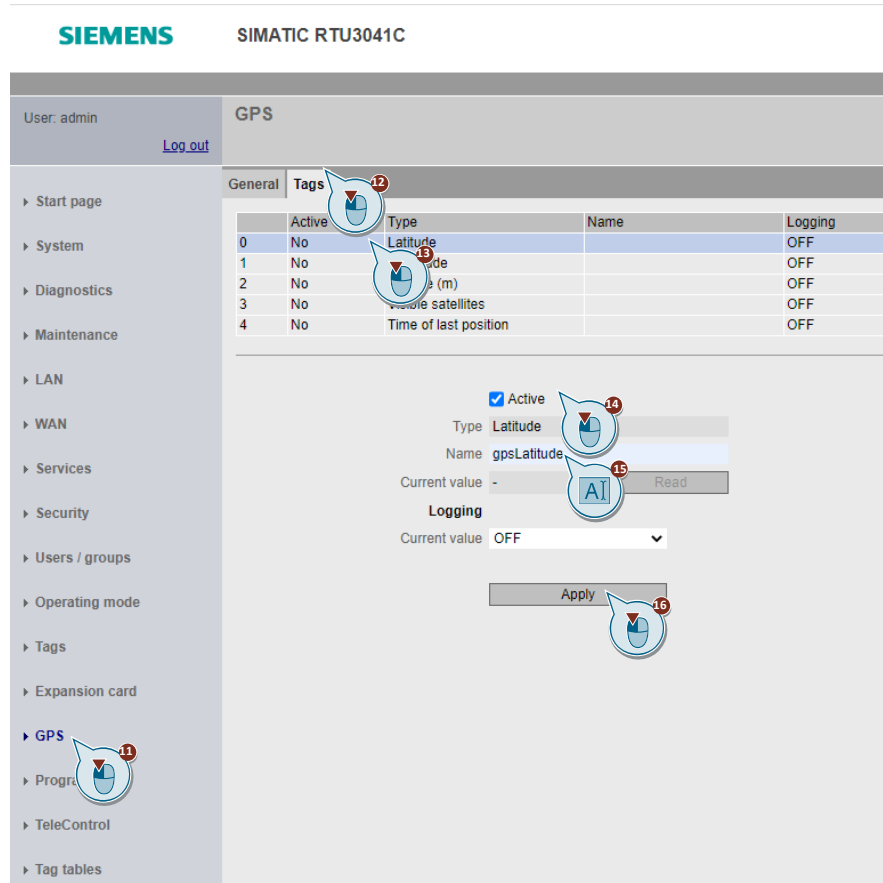 SIEMENS SIMATIC RTU3041C
User: admin
Log out
GPS
Start page
System
Diagnostics
Maintenance
LAN
WAN
Services
Security
Users / groups
Operating mode
Tags
Expansion card
GPS
11
TeleControl
Tag tables
General Tags 12
Active Type Name Logging
0 No Latitude OFF
13
1 No OFF
2 No (m) OFF
3 No satellites OFF
4 No Time of last position OFF
Active
14
Type Latitude
Name gpsLatitude
15
Current value - AI Read
Logging
Current value OFF
Apply
16